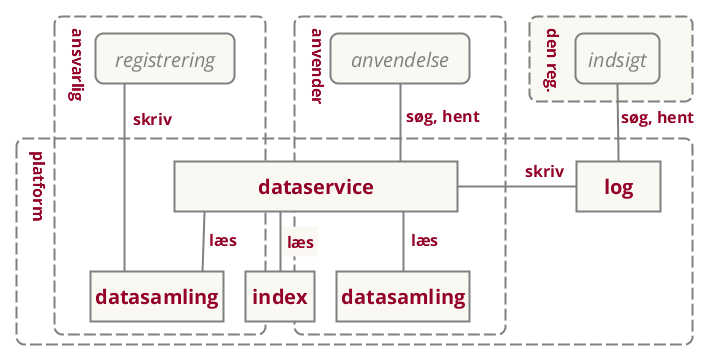 ansvarlig
registrering
anvender
anvendelse
den reg.
indsigt
skriv
søg, hent
søg, hent
platform
dataservice
skriv
log
læs
læs
læs
datasamling
index
datasamling